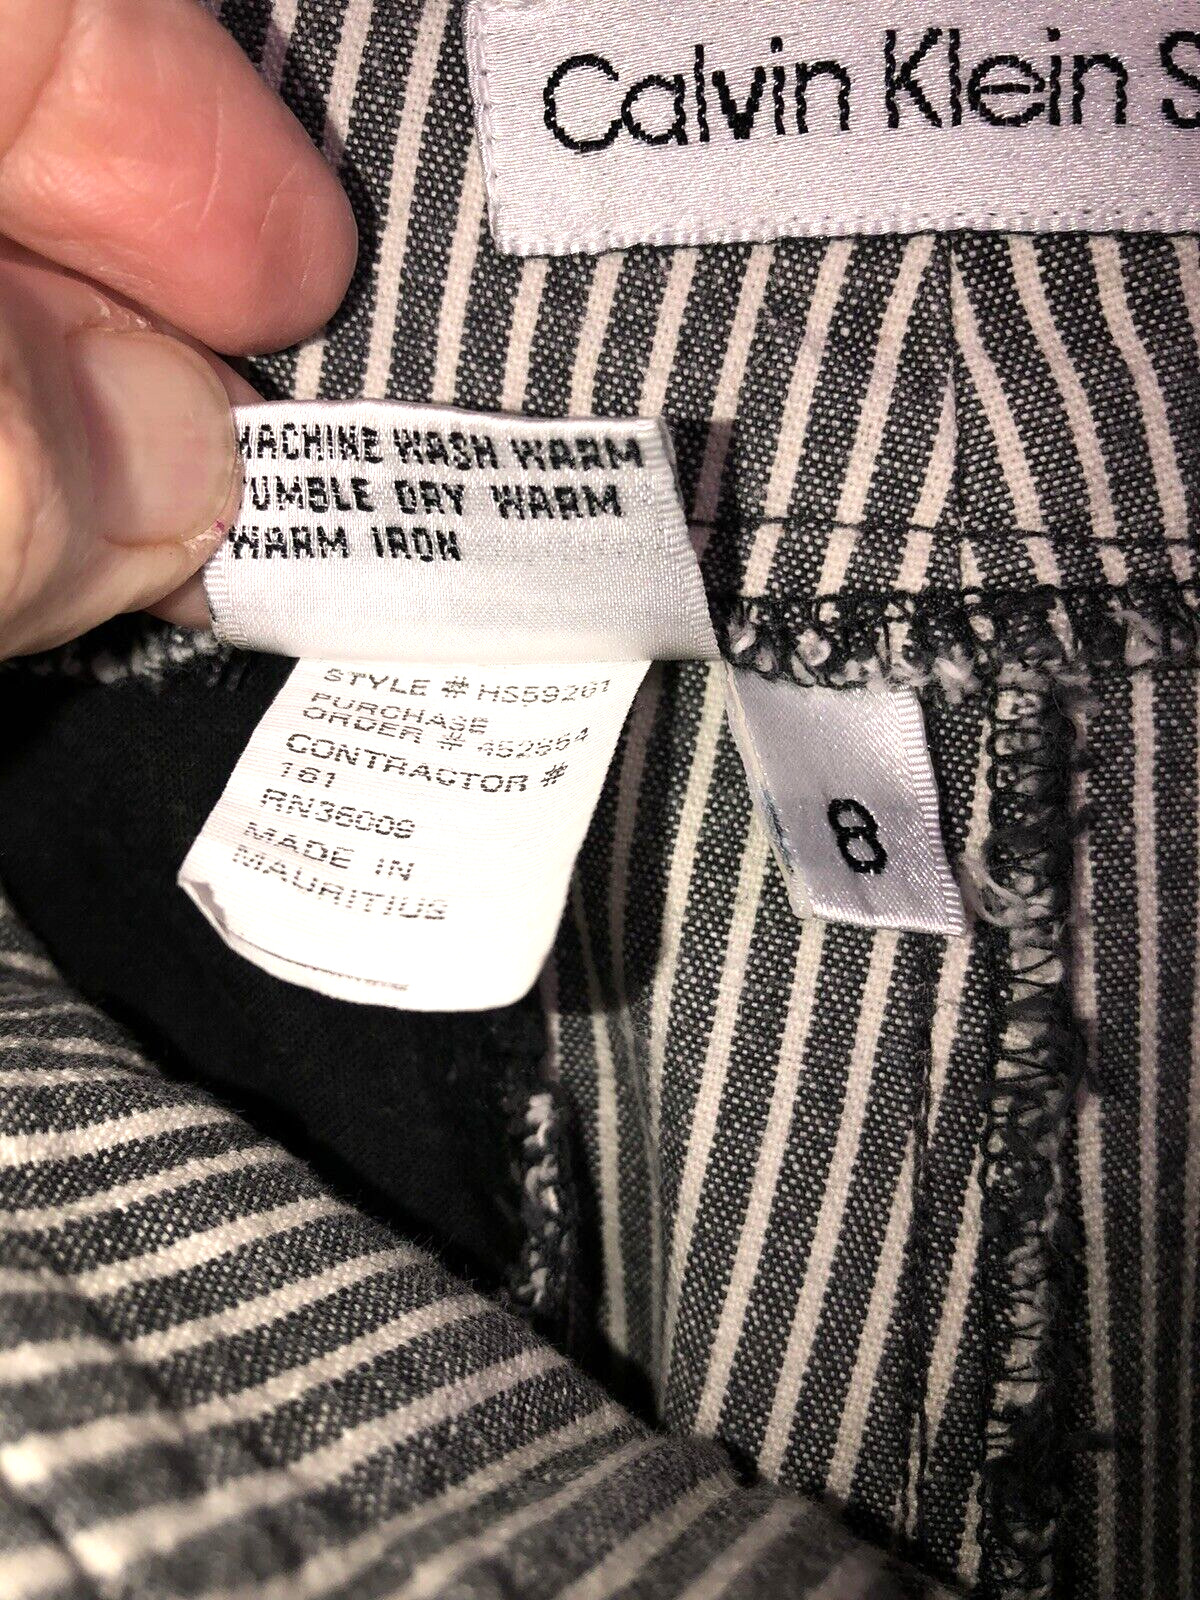 Calvin Klein S
MACHINE WASH WARM
TUMBLE DRY WARM
WARM IRON
STYLE # HS59261
PURCHASE
ORDER # 452854
CONTRACTOR #
161
RN36009
MADE IN
MAURITIUS
8